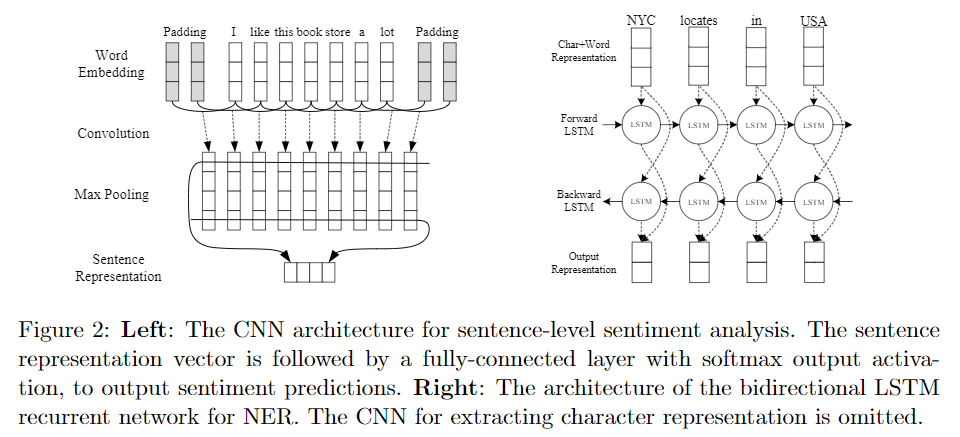 Padding I like this book store a lot Padding
Word
Embedding
Convolution
Max Pooling
Sentence
Representation
NYC locates in USA
Char+Word
Representation
Forward
LSTM
LSTM LSTM LSTM LSTM
Backward
LSTM
LSTM LSTM LSTM LSTM
Output
Representation
Figure 2: Left: The CNN architecture for sentence-level sentiment analysis. The sentence
representation vector is followed by a fully-connected layer with softmax output activa-
tion, to output sentiment predictions. Right: The architecture of the bidirectional LSTM
recurrent network for NER. The CNN for extracting character representation is omitted.